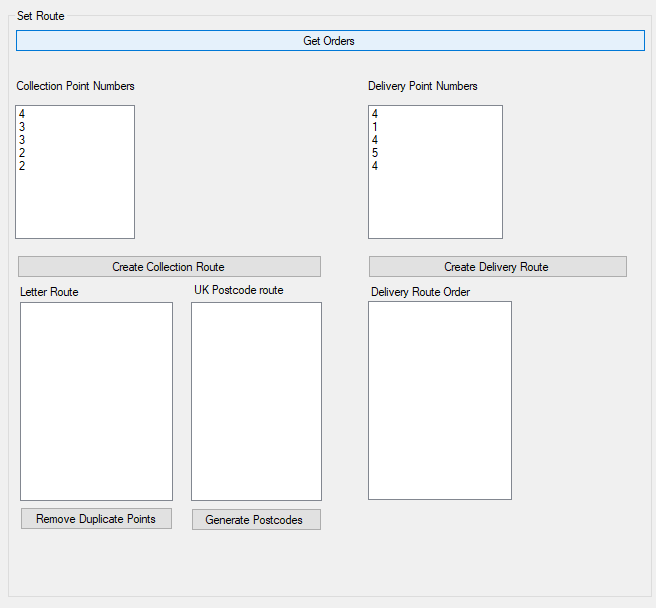 Set Route
Get Orders
Collection Point Numbers
4
3
3
2
2
Delivery Point Numbers
4
1
4
5
4
Create Collection Route
Create Delivery Route
Letter Route
UK Postcode route
Delivery Route Order
Remove Duplicate Points
Generate Postcodes